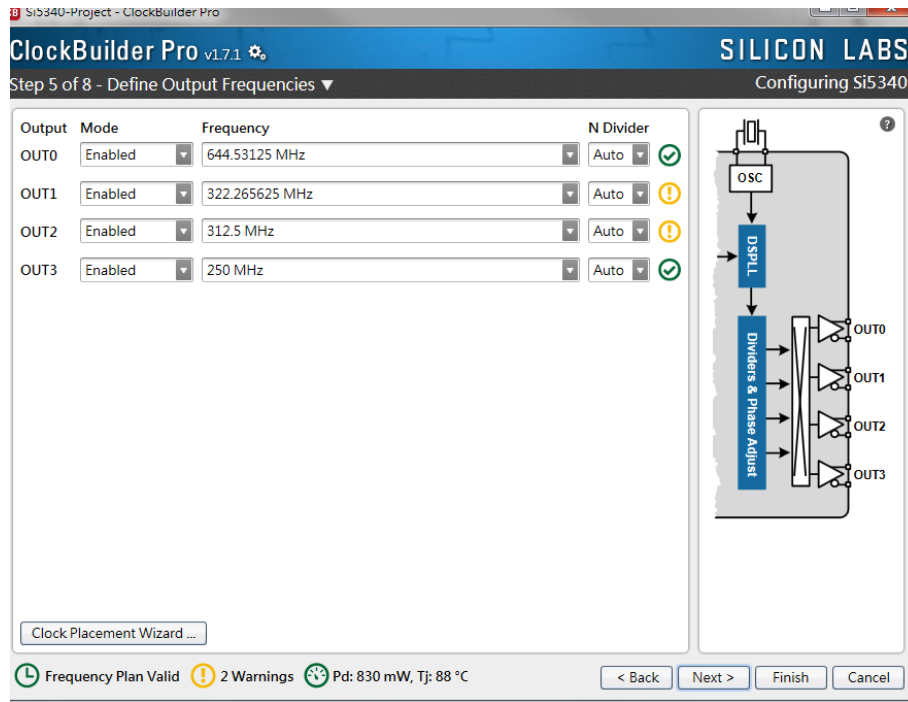 Si5340-Project - ClockBuilder Pro
ClockBuilder Pro v1.7.1
SILICON LABS
Step 5 of 8 - Define Output Frequencies ▼
Configuring Si5340
Output Mode Frequency N Divider
OUT0 Enabled 644.53125 MHz Auto
OUT1 Enabled 322.265625 MHz Auto
OUT2 Enabled 312.5 MHz Auto
OUT3 Enabled 250 MHz Auto
?
OSC
DSPLL
Dividers & Phase Adjust
OUT0
OUT1
OUT2
OUT3
Clock Placement Wizard ...
Frequency Plan Valid 2 Warnings Pd: 830 mW, Tj: 88 °C
< Back Next > Finish Cancel